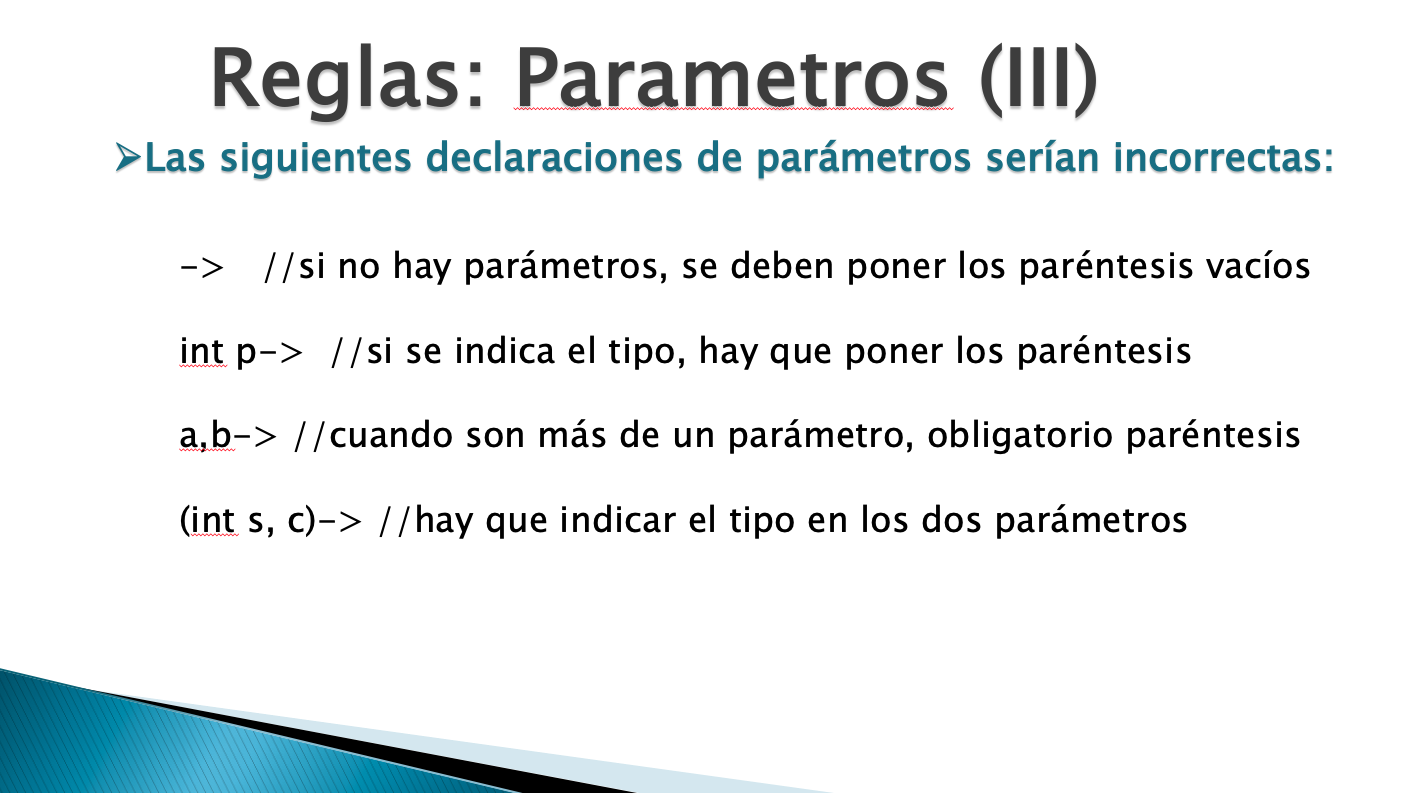 Reglas: Parametros (III)
➢Las siguientes declaraciones de parámetros serían incorrectas:
-> //si no hay parámetros, se deben poner los paréntesis vacíos
int p-> //si se indica el tipo, hay que poner los paréntesis
a,b-> //cuando son más de un parámetro, obligatorio paréntesis
(int s, c)-> //hay que indicar el tipo en los dos parámetros